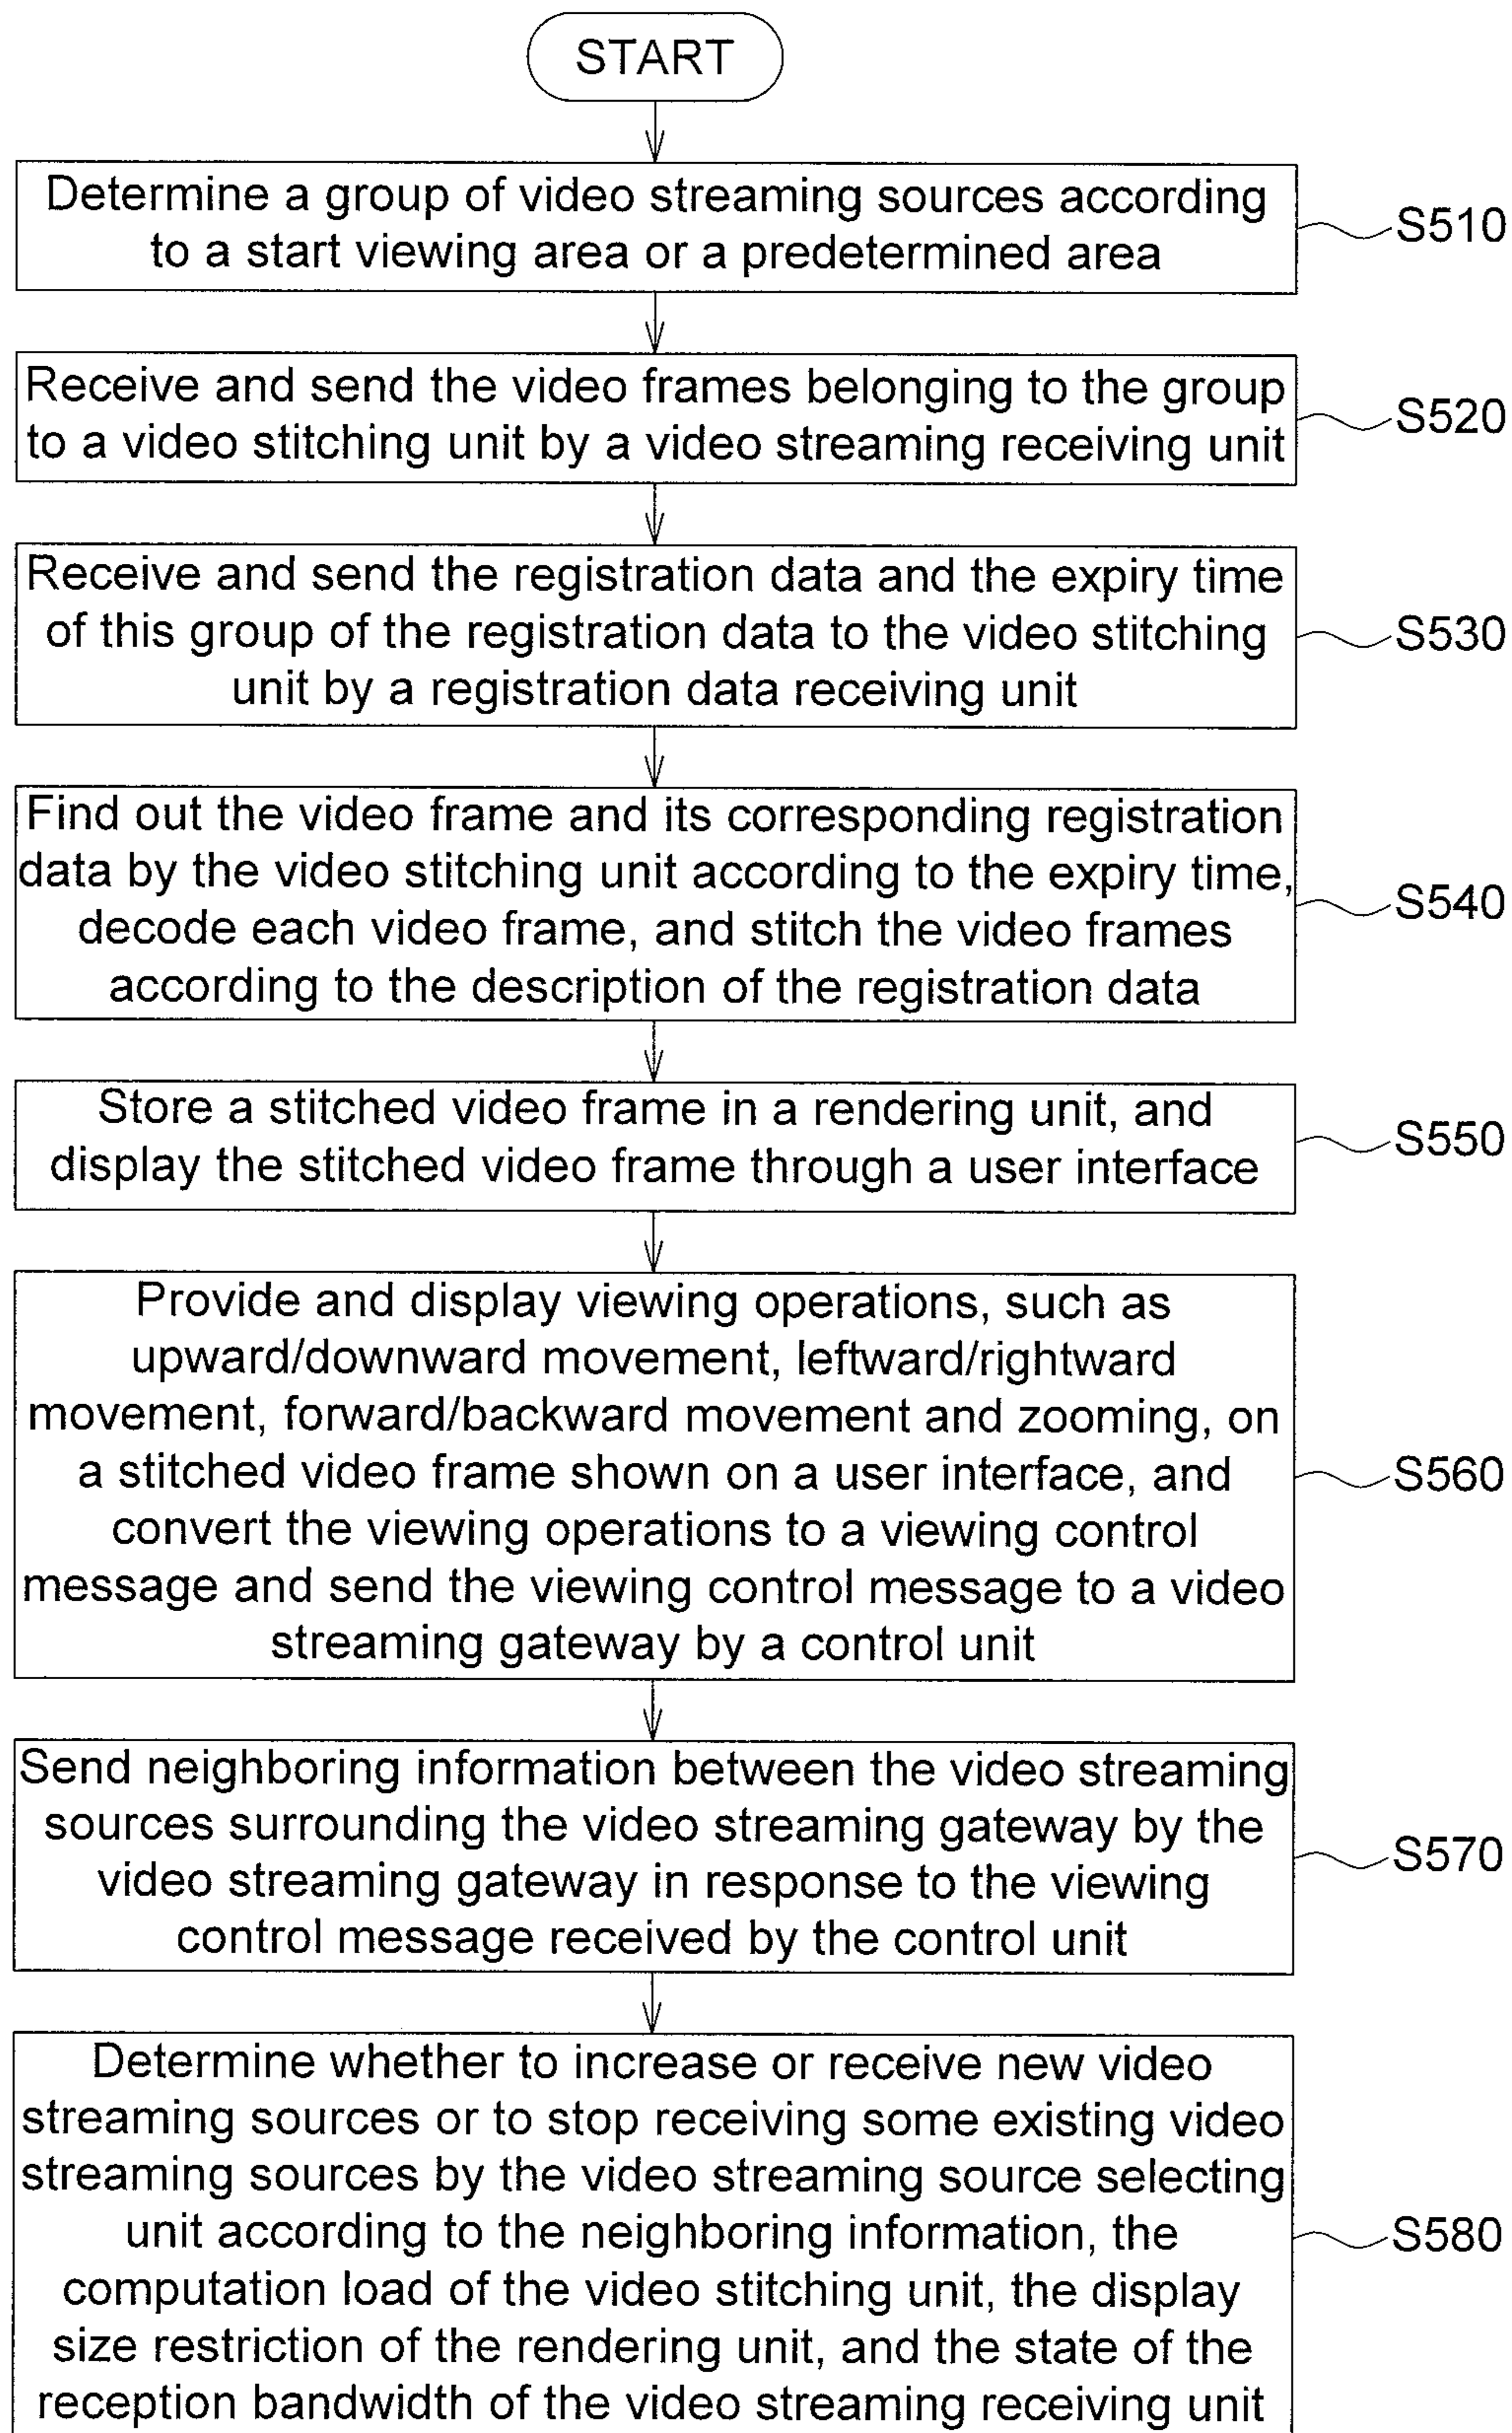 START
Determine a group of video streaming sources according
to a start viewing area or a predetermined area
S510
Receive and send the video frames belonging to the group
to a video stitching unit by a video streaming receiving unit
S520
Receive and send the registration data and the expiry time
of this group of the registration data to the video stitching
unit by a registration data receiving unit
S530
Find out the video frame and its corresponding registration
data by the video stitching unit according to the expiry time,
decode each video frame, and stitch the video frames
according to the description of the registration data
S540
Store a stitched video frame in a rendering unit, and
display the stitched video frame through a user interface
S550
Provide and display viewing operations, such as
upward/downward movement, leftward/rightward
movement, forward/backward movement and zooming, on
a stitched video frame shown on a user interface, and
convert the viewing operations to a viewing control
message and send the viewing control message to a video
streaming gateway by a control unit
S560
Send neighboring information between the video streaming
sources surrounding the video streaming gateway by the
video streaming gateway in response to the viewing
control message received by the control unit
S570
Determine whether to increase or receive new video
streaming sources or to stop receiving some existing video
streaming sources by the video streaming source selecting
unit according to the neighboring information, the
computation load of the video stitching unit, the display
size restriction of the rendering unit, and the state of the
reception bandwidth of the video streaming receiving unit
S580